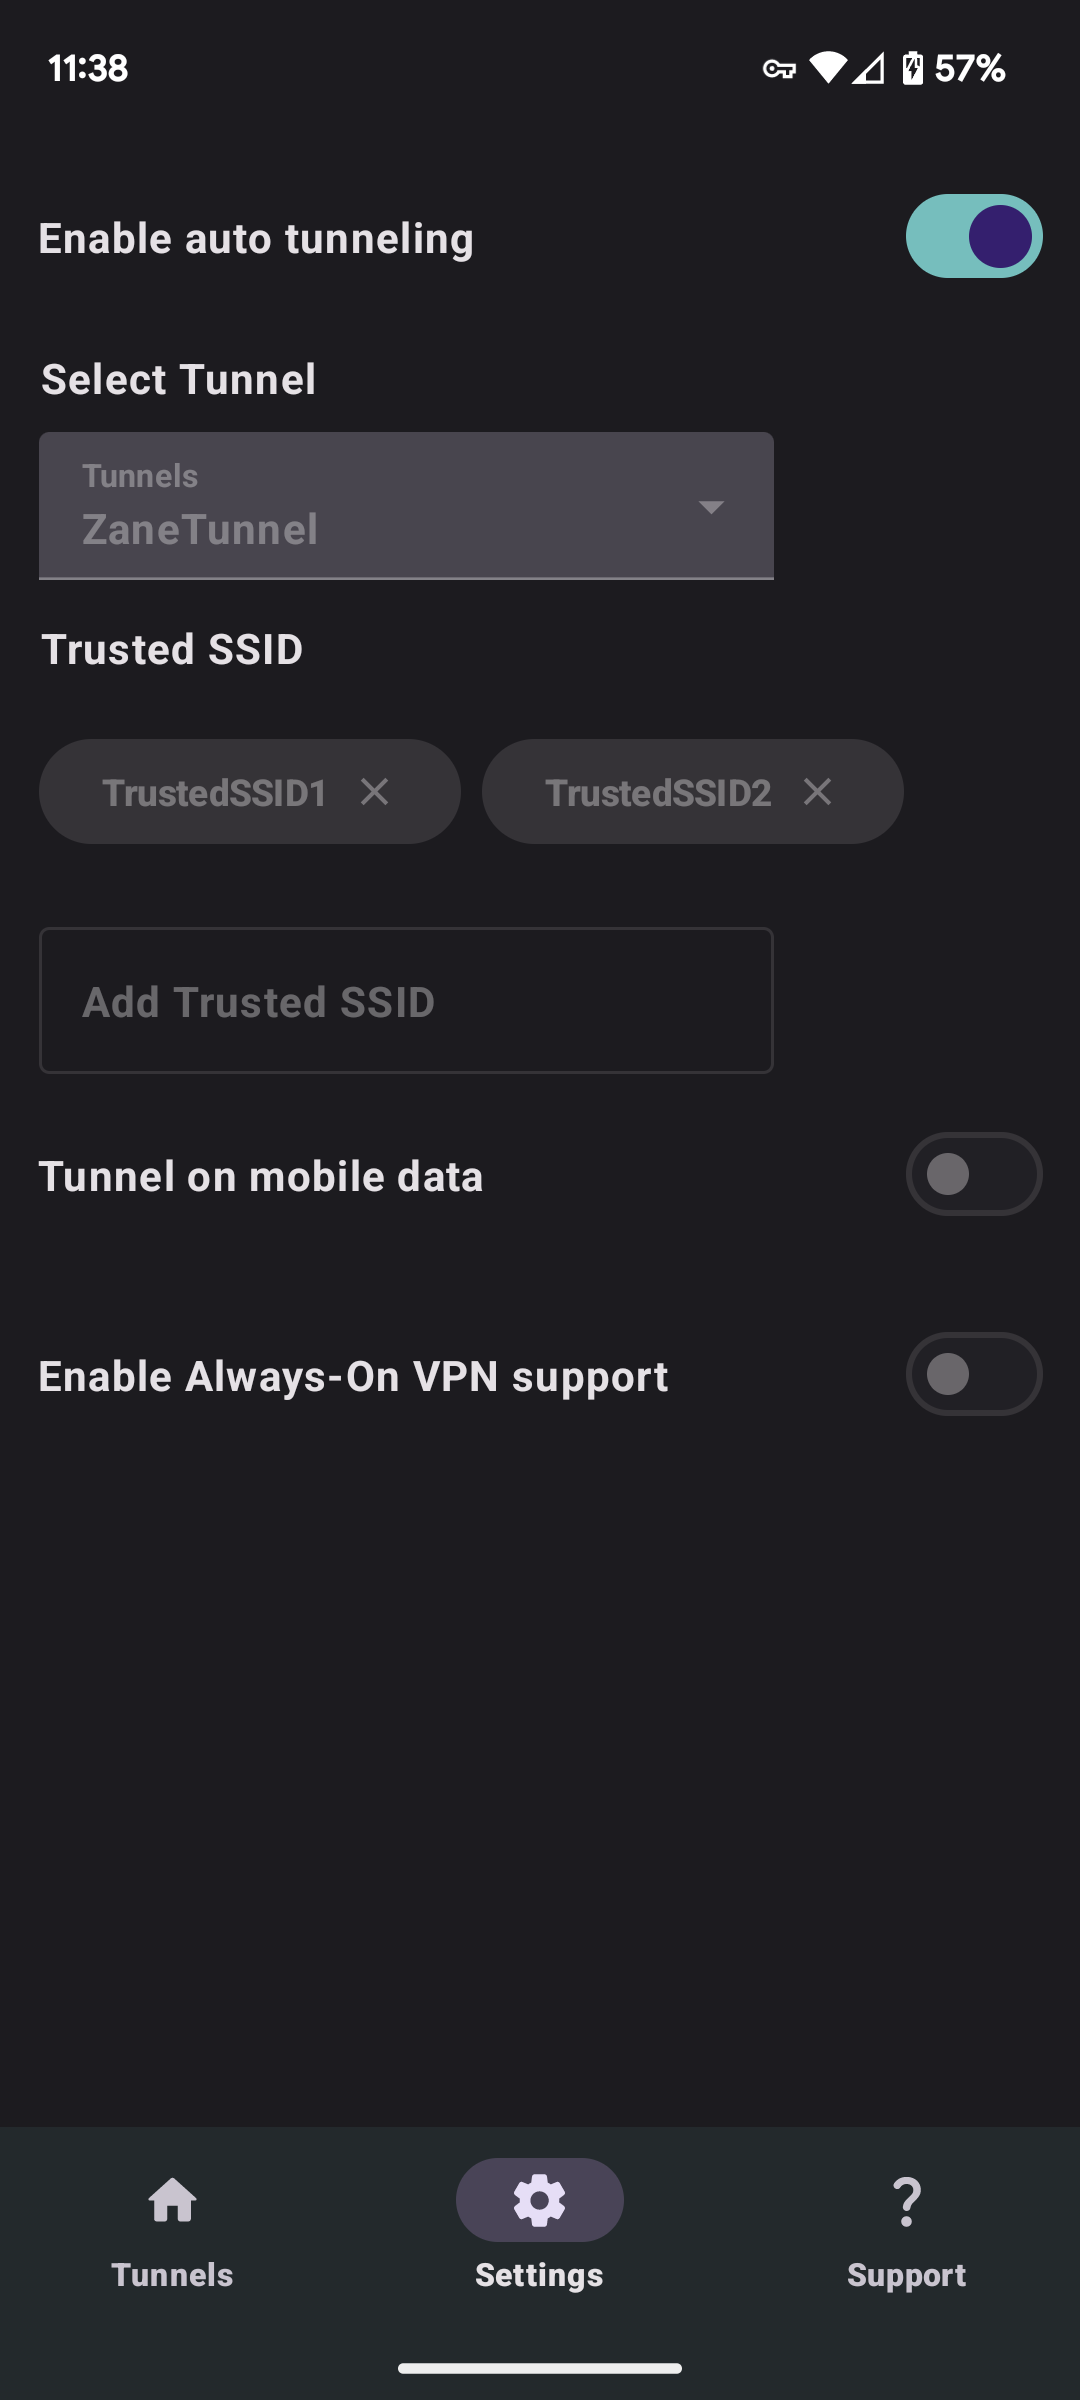 11:38 57%
Enable auto tunneling
Select Tunnel
Tunnels
ZaneTunnel
Trusted SSID
TrustedSSID1 TrustedSSID2
Add Trusted SSID
Tunnel on mobile data
Enable Always-On VPN support
Tunnels Settings Support